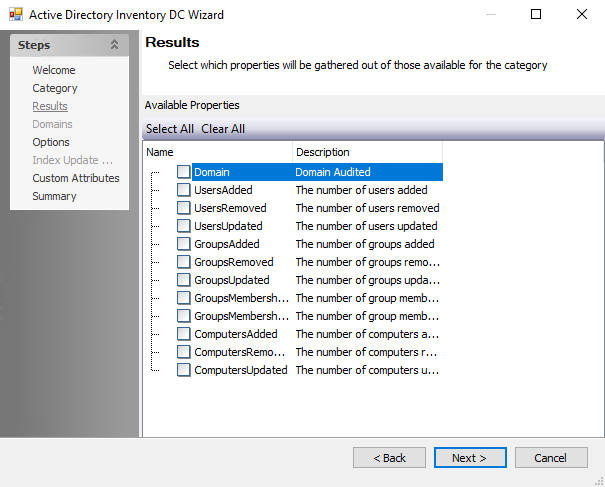 Active Directory Inventory DC Wizard
Steps
Welcome
Category
Results
Domains
Options
Index Update ...
Custom Attributes
Summary
Results
Select which properties will be gathered out of those available for the category
Available Properties
Select All Clear All
Name Description
Domain Domain Audited
UsersAdded The number of users added
UsersRemoved The number of users removed
UsersUpdated The number of users updated
GroupsAdded The number of groups added
GroupsRemoved The number of groups remo...
GroupsUpdated The number of groups upda...
GroupsMembersh... The number of group memb...
GroupsMembersh... The number of group memb...
ComputersAdded The number of computers a...
ComputersRemo... The number of computers r...
ComputersUpdated The number of computers u...
< Back Next > Cancel